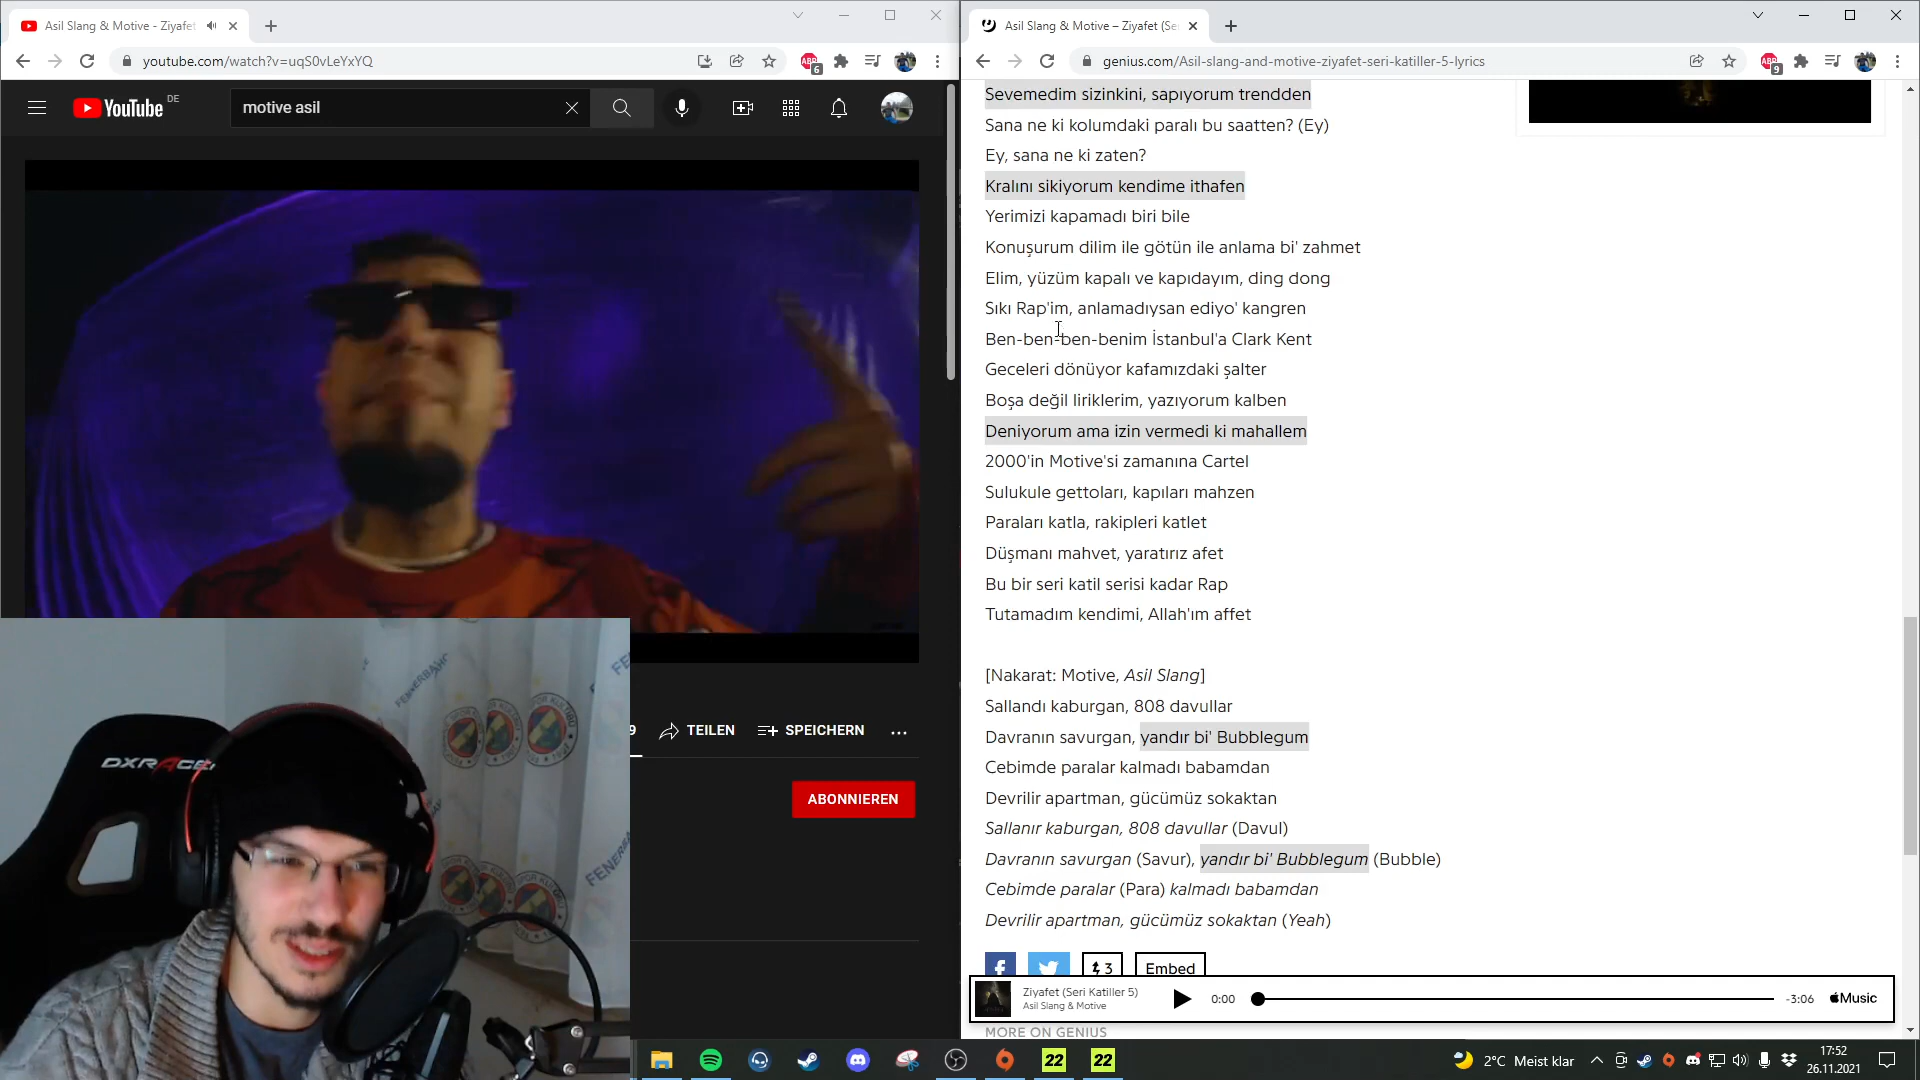 Asil Slang & Motive - Ziyafet
youtube.com/watch?v=uqS0vLeYxYQ
6
YouTube DE
motive asil
9
TEILEN
SPEICHERN
ABONNIEREN
DXRACER
FENERBAHÇE
Asil Slang & Motive – Ziyafet (Se
genius.com/Asil-slang-and-motive-ziyafet-seri-katiller-5-lyrics
9
Sevemedim sizinkini, sapıyorum trendden
Sana ne ki kolumdaki paralı bu saatten? (Ey)
Ey, sana ne ki zaten?
Kralını sikiyorum kendime ithafen
Yerimizi kapamadı biri bile
Konuşurum dilim ile götün ile anlama bi' zahmet
Elim, yüzüm kapalı ve kapıdayım, ding dong
Sıkı Rap'im, anlamadıysan ediyo' kangren
Ben-ben-ben-benim İstanbul'a Clark Kent
Geceleri dönüyor kafamızdaki şalter
Boşa değil liriklerim, yazıyorum kalben
Deniyorum ama izin vermedi ki mahallem
2000'in Motive'si zamanına Cartel
Sulukule gettoları, kapıları mahzen
Paraları katla, rakipleri katlet
Düşmanı mahvet, yaratırız afet
Bu bir seri katil serisi kadar Rap
Tutamadım kendimi, Allah'ım affet
[Nakarat: Motive, Asil Slang]
Sallandı kaburgan, 808 davullar
Davranın savurgan, yandır bi' Bubblegum
Cebimde paralar kalmadı babamdan
Devrilir apartman, gücümüz sokaktan
Sallanır kaburgan, 808 davullar (Davul)
Davranın savurgan (Savur), yandır bi' Bubblegum (Bubble)
Cebimde paralar (Para) kalmadı babamdan
Devrilir apartman, gücümüz sokaktan (Yeah)
3
Embed
Ziyafet (Seri Katiller 5)
Asil Slang & Motive
0:00
-3:06
Music
MORE ON GENIUS
22
22
2°C Meist klar
17:52
26.11.2021